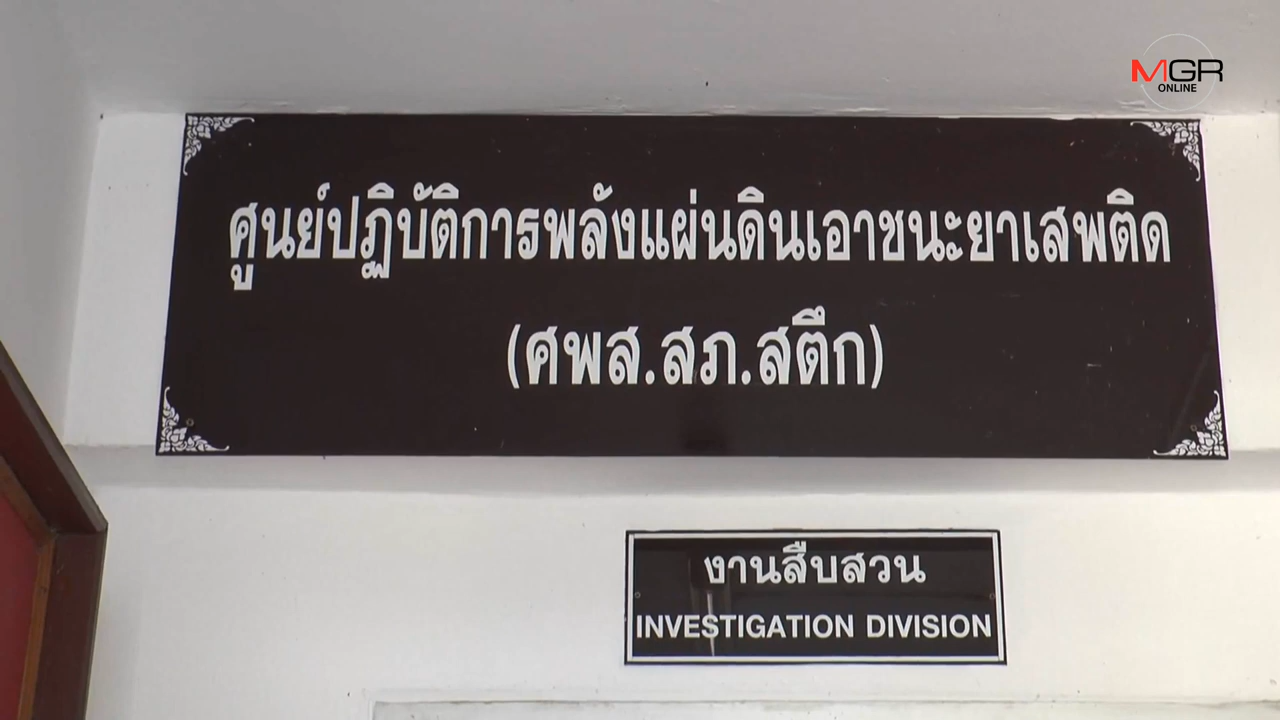 MGR
ONLINE
ศูนย์ปฏิบัติการพลังแผ่นดินเอาชนะยาเสพติด
(ศพส.สภ.สตึก)
งานสืบสวน
INVESTIGATION DIVISION